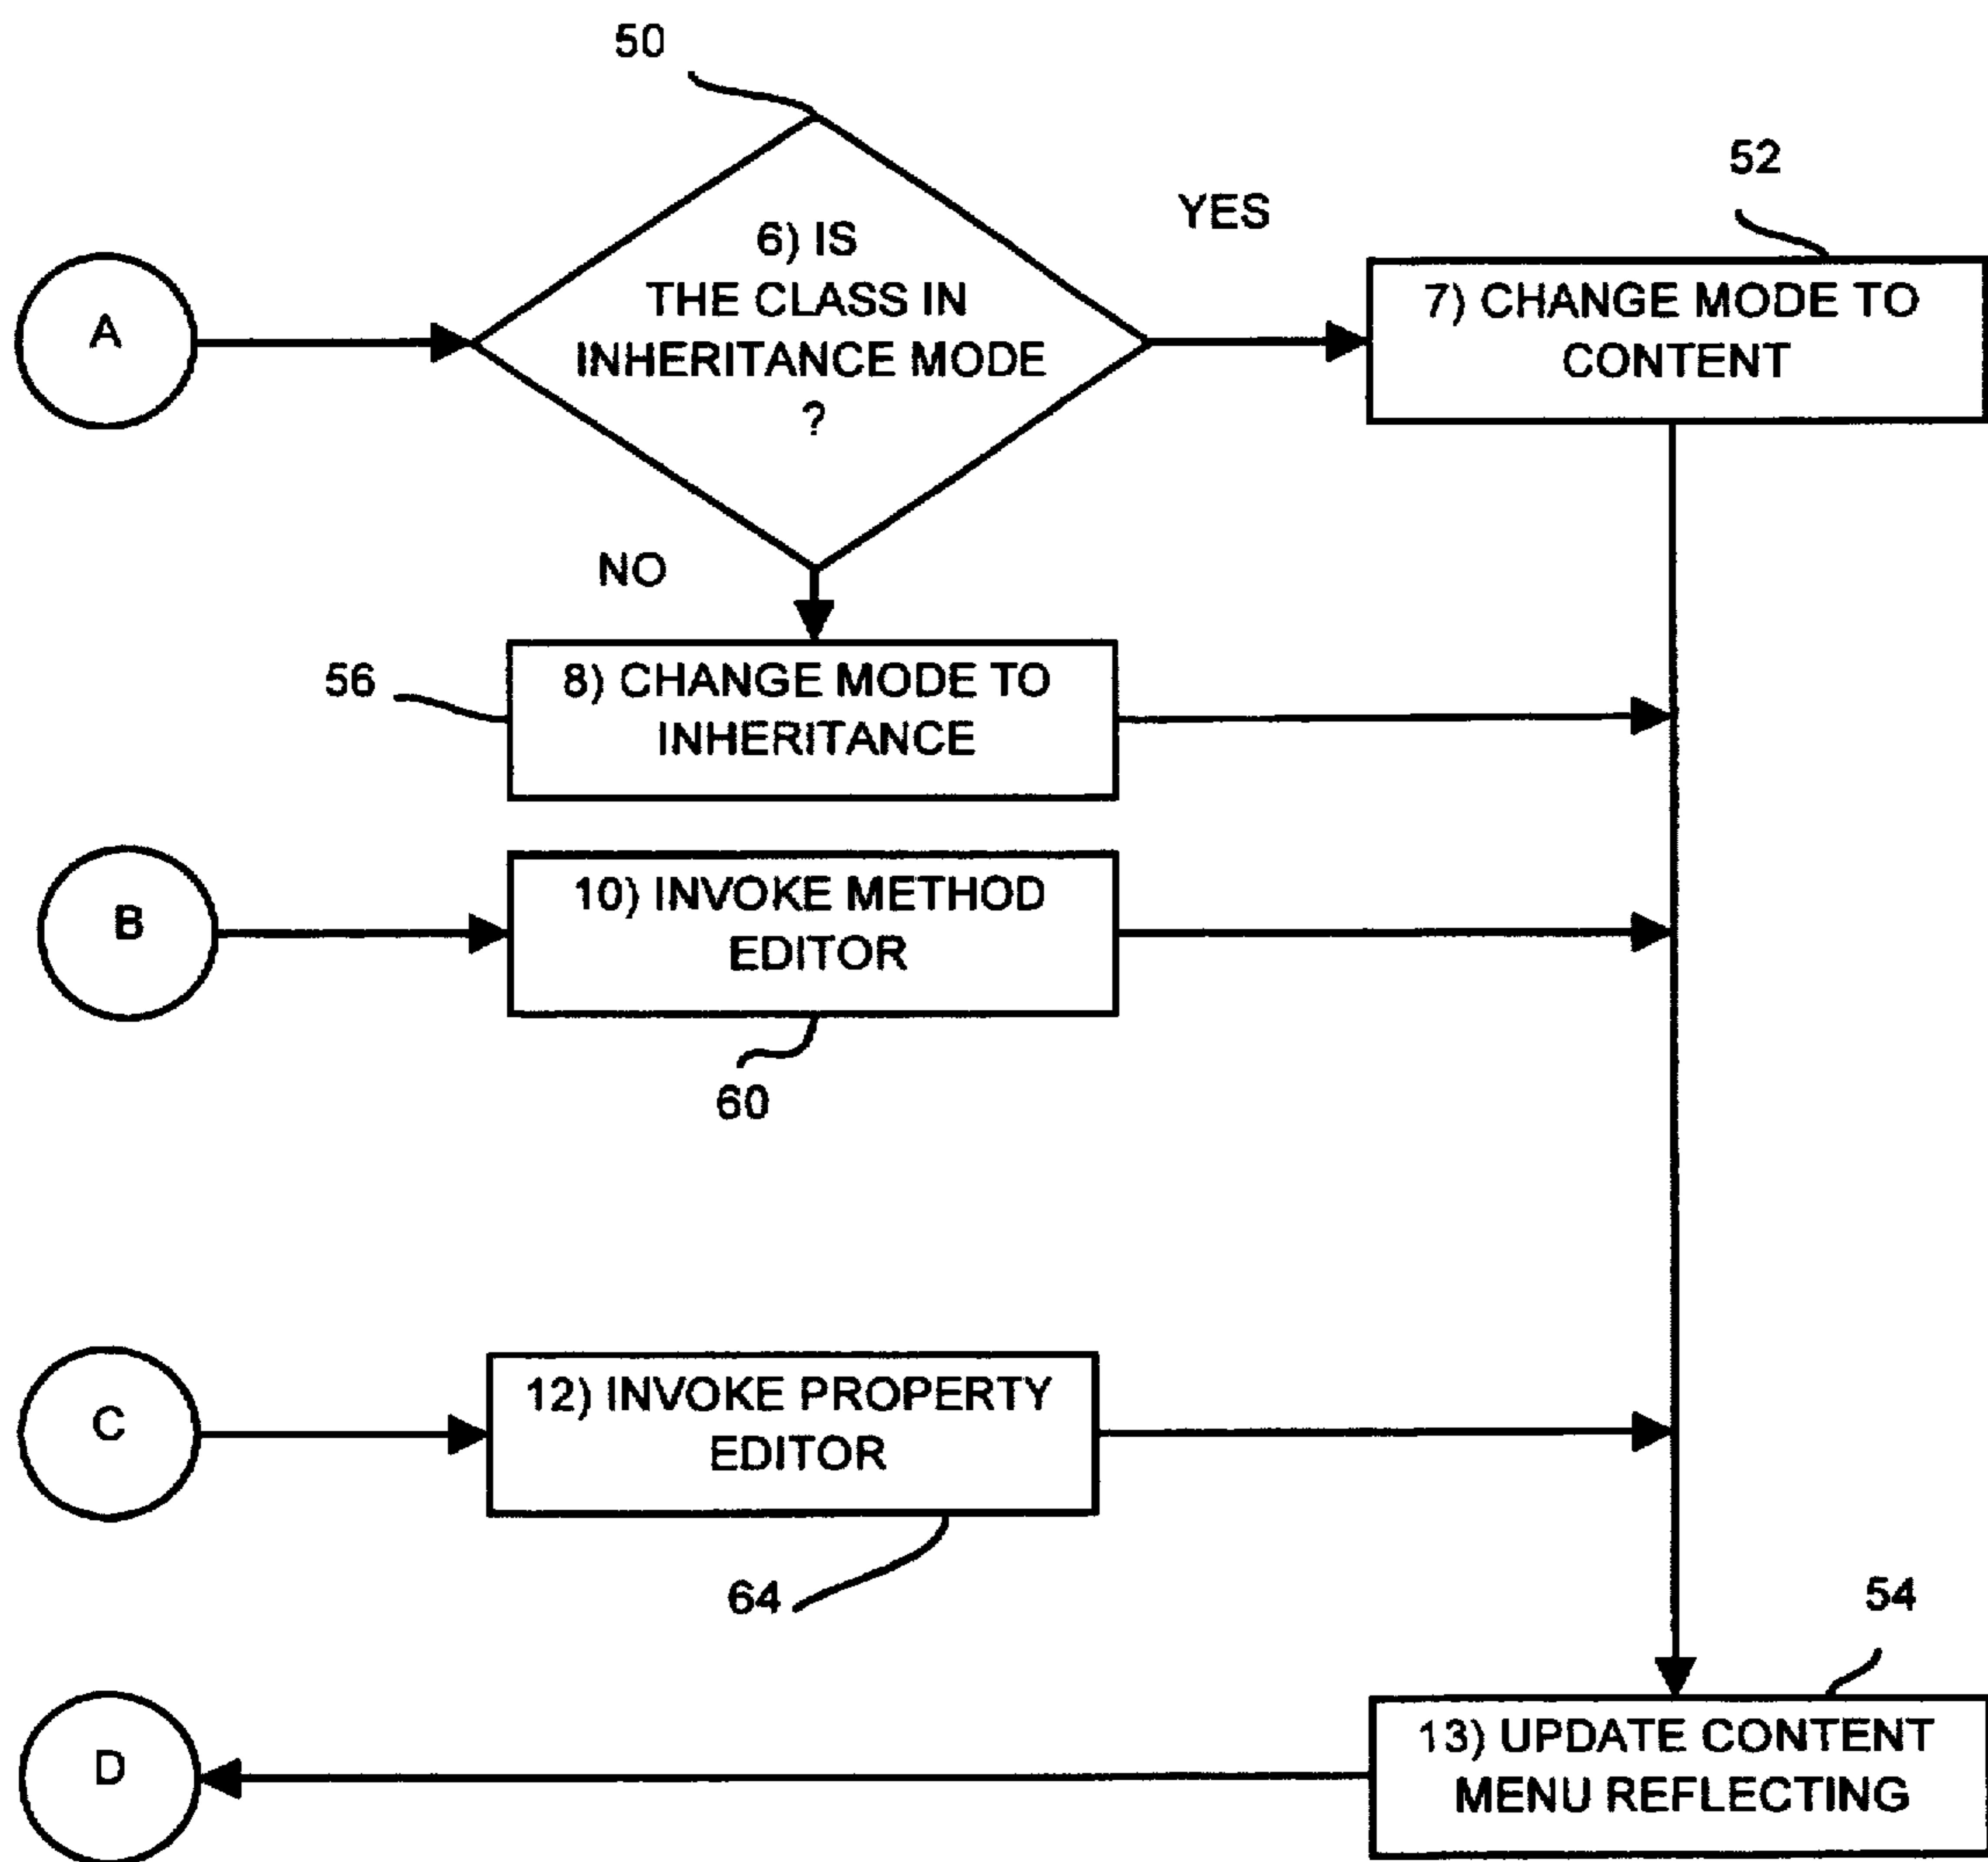 50
52
YES
6) IS
THE CLASS IN
INHERITANCE MODE
?
A
7) CHANGE MODE TO
CONTENT
NO
56
8) CHANGE MODE TO
INHERITANCE
B
10) INVOKE METHOD
EDITOR
60
C
12) INVOKE PROPERTY
EDITOR
64
54
D
13) UPDATE CONTENT
MENU REFLECTING